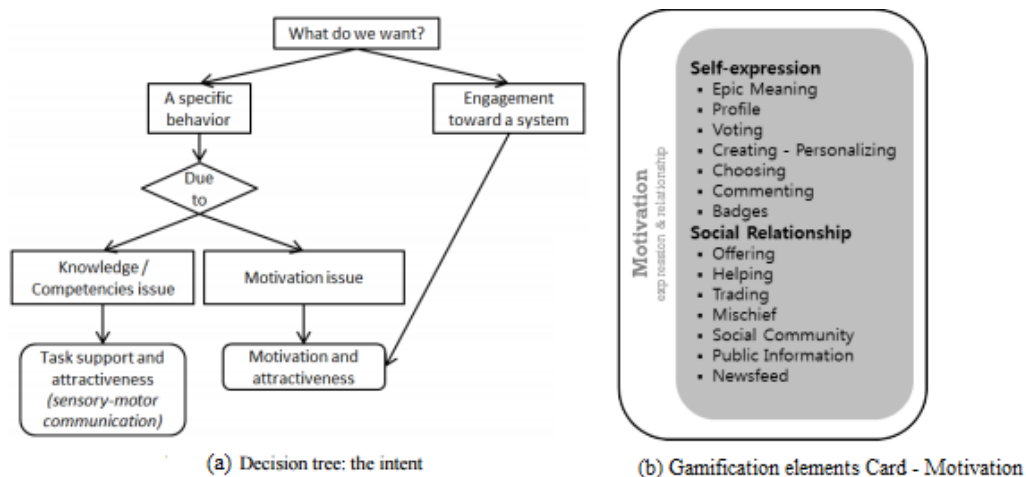 What do we want?
A specific
behavior
Engagement
toward a system
Due
to
Knowledge /
Competencies issue
Motivation issue
Task support and
attractiveness
(sensory-motor
communication)
Motivation and
attractiveness
(a) Decision tree: the intent
Motivation
expression & relationship
Self-expression
▪ Epic Meaning
▪ Profile
▪ Voting
▪ Creating - Personalizing
▪ Choosing
▪ Commenting
▪ Badges
Social Relationship
▪ Offering
▪ Helping
▪ Trading
▪ Mischief
▪ Social Community
▪ Public Information
▪ Newsfeed
(b) Gamification elements Card - Motivation